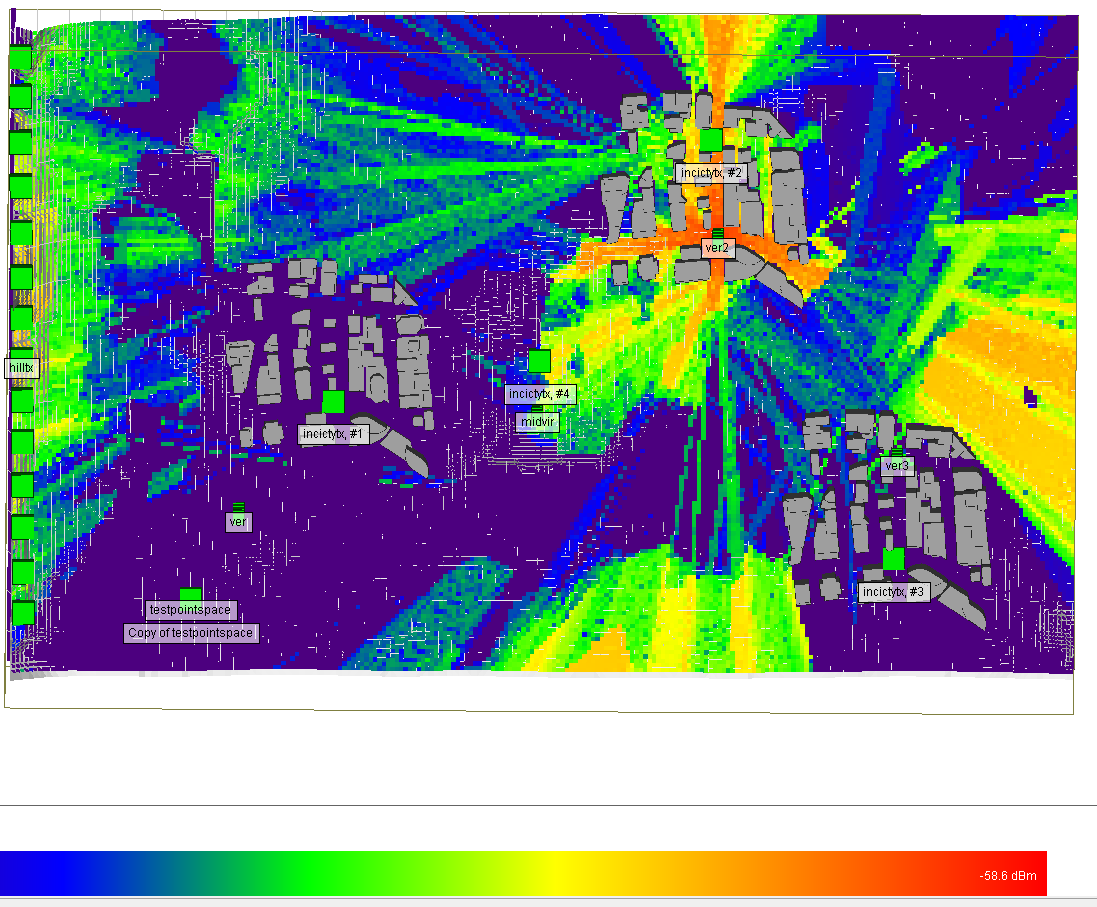 incictytx, #2
ver2
hilltx
incictytx, #4
midvir
incictytx, #1
ver3
ver
incictytx, #3
testpointspace
Copy of testpointspace
-58.6 dBm